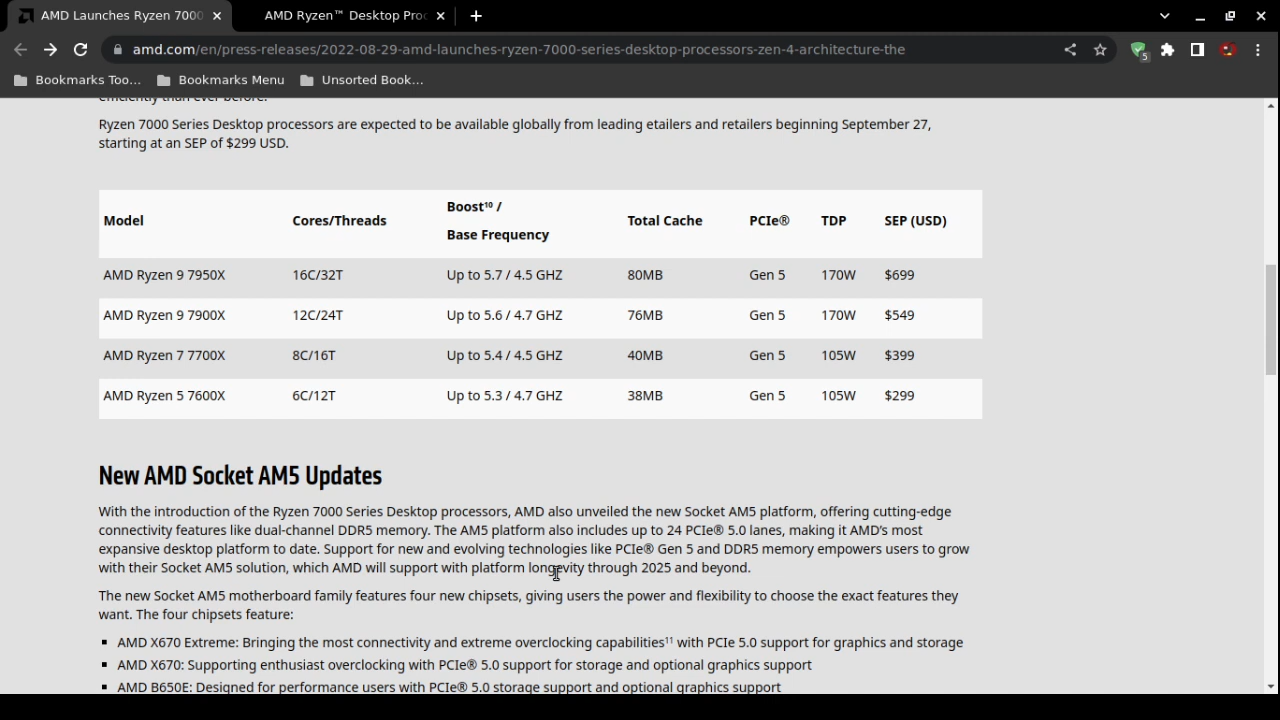 AMD Launches Ryzen 7000
AMD Ryzen™ Desktop Proc
amd.com/en/press-releases/2022-08-29-amd-launches-ryzen-7000-series-desktop-processors-zen-4-architecture-the
5
Bookmarks Too...
Bookmarks Menu
Unsorted Book...
efficiently than ever before.
Ryzen 7000 Series Desktop processors are expected to be available globally from leading etailers and retailers beginning September 27,
starting at an SEP of $299 USD.
Model Cores/Threads Boost¹⁰ / Base Frequency Total Cache PCIe® TDP SEP (USD)
AMD Ryzen 9 7950X 16C/32T Up to 5.7 / 4.5 GHZ 80MB Gen 5 170W $699
AMD Ryzen 9 7900X 12C/24T Up to 5.6 / 4.7 GHZ 76MB Gen 5 170W $549
AMD Ryzen 7 7700X 8C/16T Up to 5.4 / 4.5 GHZ 40MB Gen 5 105W $399
AMD Ryzen 5 7600X 6C/12T Up to 5.3 / 4.7 GHZ 38MB Gen 5 105W $299
New AMD Socket AM5 Updates
With the introduction of the Ryzen 7000 Series Desktop processors, AMD also unveiled the new Socket AM5 platform, offering cutting-edge
connectivity features like dual-channel DDR5 memory. The AM5 platform also includes up to 24 PCIe® 5.0 lanes, making it AMD's most
expansive desktop platform to date. Support for new and evolving technologies like PCIe® Gen 5 and DDR5 memory empowers users to grow
with their Socket AM5 solution, which AMD will support with platform longevity through 2025 and beyond.
The new Socket AM5 motherboard family features four new chipsets, giving users the power and flexibility to choose the exact features they
want. The four chipsets feature:
▪ AMD X670 Extreme: Bringing the most connectivity and extreme overclocking capabilities¹¹ with PCIe 5.0 support for graphics and storage
▪ AMD X670: Supporting enthusiast overclocking with PCIe® 5.0 support for storage and optional graphics support
▪ AMD B650E: Designed for performance users with PCIe® 5.0 storage support and optional graphics support